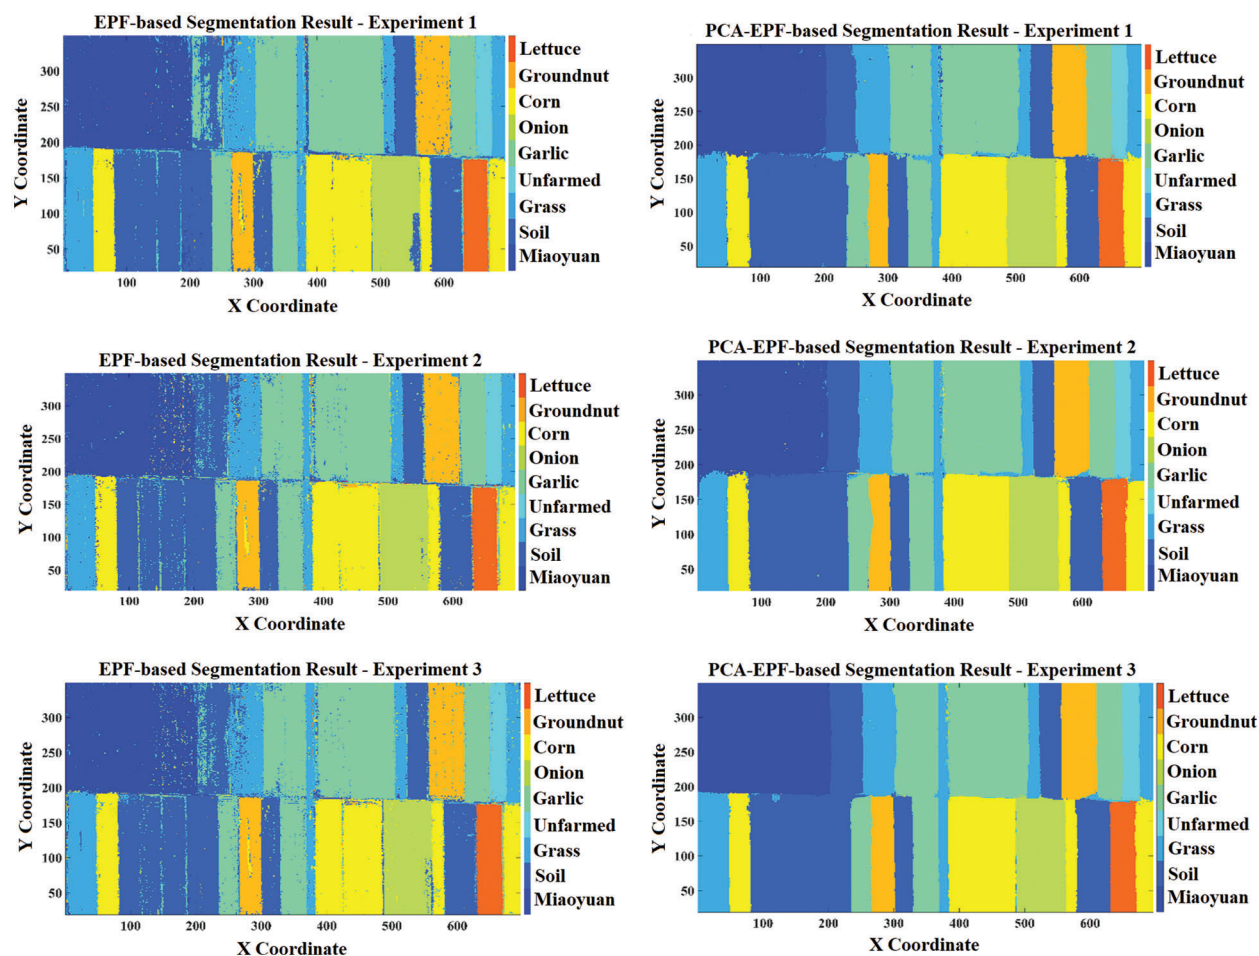 EPF-based Segmentation Result - Experiment 1
Y Coordinate
300
250
200
150
100
50
100 200 300 400 500 600
X Coordinate
Lettuce
Groundnut
Corn
Onion
Garlic
Unfarmed
Grass
Soil
Miaoyuan
PCA-EPF-based Segmentation Result - Experiment 1
Y Coordinate
300
250
200
150
100
50
100 200 300 400 500 600
X Coordinate
Lettuce
Groundnut
Corn
Onion
Garlic
Unfarmed
Grass
Soil
Miaoyuan
EPF-based Segmentation Result - Experiment 2
Y Coordinate
300
250
200
150
100
50
100 200 300 400 500 600
X Coordinate
Lettuce
Groundnut
Corn
Onion
Garlic
Unfarmed
Grass
Soil
Miaoyuan
PCA-EPF-based Segmentation Result - Experiment 2
Y Coordinate
300
250
200
150
100
50
100 200 300 400 500 600
X Coordinate
Lettuce
Groundnut
Corn
Onion
Garlic
Unfarmed
Grass
Soil
Miaoyuan
EPF-based Segmentation Result - Experiment 3
Y Coordinate
300
250
200
150
100
50
100 200 300 400 500 600
X Coordinate
Lettuce
Groundnut
Corn
Onion
Garlic
Unfarmed
Grass
Soil
Miaoyuan
PCA-EPF-based Segmentation Result - Experiment 3
Y Coordinate
300
250
200
150
100
50
100 200 300 400 500 600
X Coordinate
Lettuce
Groundnut
Corn
Onion
Garlic
Unfarmed
Grass
Soil
Miaoyuan